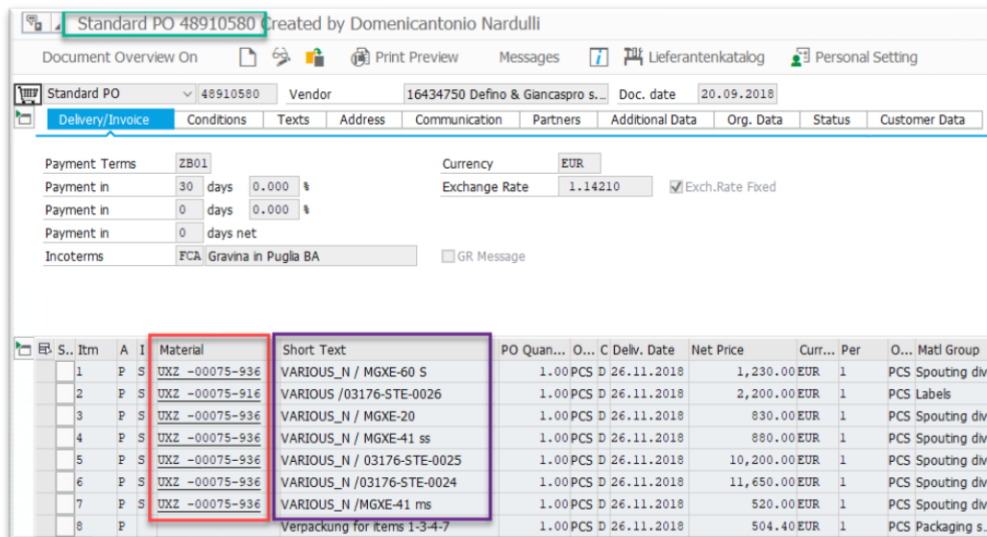 Standard PO 48910580 Created by Domenicantonio Nardulli
Document Overview On Print Preview Messages Lieferantenkatalog Personal Setting
Standard PO 48910580 Vendor 16434750 Defino & Giancaspro s... Doc. date 20.09.2018
Delivery/Invoice Conditions Texts Address Communication Partners Additional Data Org. Data Status Customer Data
Payment Terms ZB01 Currency EUR
Payment in 30 days 0.000 % Exchange Rate 1.14210 Exch.Rate Fixed
Payment in 0 days 0.000 %
Payment in 0 days net
Incoterms FCA Gravina in Puglia BA GR Message
S.. Itm A I Material Short Text PO Quan... O... C Deliv. Date Net Price Curr... Per O... Matl Group
1 P S UXZ -00075-936 VARIOUS_N / MGXE-60 S 1.00 PCS D 26.11.2018 1,230.00 EUR 1 PCS Spouting div
2 P S UXZ -00075-916 VARIOUS /03176-STE-0026 1.00 PCS D 26.11.2018 2,200.00 EUR 1 PCS Labels
3 P S UXZ -00075-936 VARIOUS_N / MGXE-20 1.00 PCS D 26.11.2018 830.00 EUR 1 PCS Spouting div
4 P S UXZ -00075-936 VARIOUS_N / MGXE-41 ss 1.00 PCS D 26.11.2018 880.00 EUR 1 PCS Spouting div
5 P S UXZ -00075-936 VARIOUS_N / 03176-STE-0025 1.00 PCS D 26.11.2018 10,200.00 EUR 1 PCS Spouting div
6 P S UXZ -00075-936 VARIOUS_N /03176-STE-0024 1.00 PCS D 26.11.2018 11,650.00 EUR 1 PCS Spouting div
7 P S UXZ -00075-936 VARIOUS_N /MGXE-41 ms 1.00 PCS D 26.11.2018 520.00 EUR 1 PCS Spouting div
8 P Verpackung for items 1-3-4-7 1.00 PCS D 26.11.2018 504.40 EUR 1 PCS Packaging s..